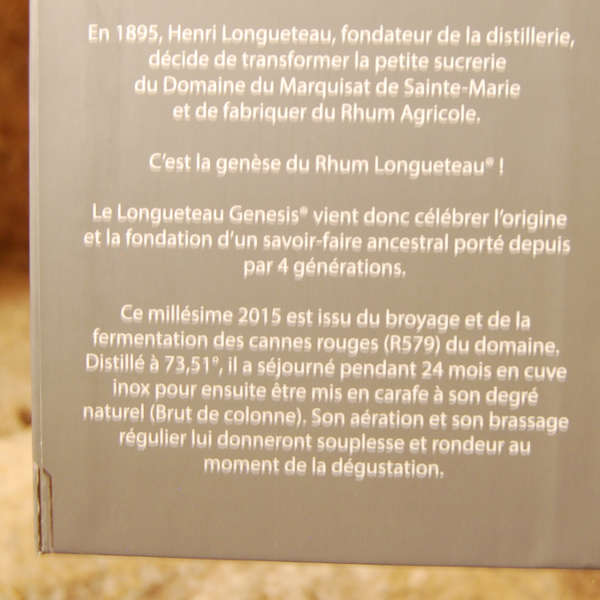 En 1895, Henri Longueteau, fondateur de la distillerie,
décide de transformer la petite sucrerie
du Domaine du Marquisat de Sainte-Marie
et de fabriquer du Rhum Agricole.
C'est la genèse du Rhum Longueteau® !
Le Longueteau Genesis® vient donc célébrer l'origine
et la fondation d'un savoir-faire ancestral porté depuis
par 4 générations.
Ce millésime 2015 est issu du broyage et de la
fermentation des cannes rouges (R579) du domaine.
Distillé à 73,51°, il a séjourné pendant 24 mois en cuve
inox pour ensuite être mis en carafe à son degré
naturel (Brut de colonne). Son aération et son brassage
régulier lui donneront souplesse et rondeur au
moment de la dégustation.